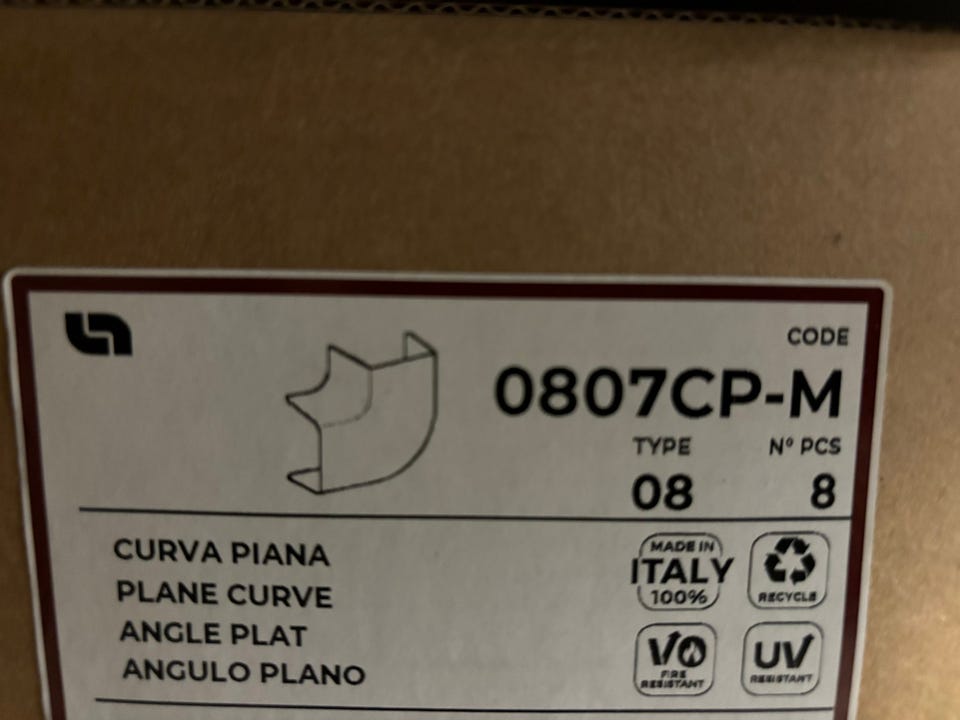 CODE
0807CP-M
TYPE N° PCS
08 8
CURVA PIANA
PLANE CURVE
ANGLE PLAT
ANGULO PLANO
MADE IN
ITALY
100%
RECYCLE
V0
FIRE
RESISTANT
UV
RESISTANT